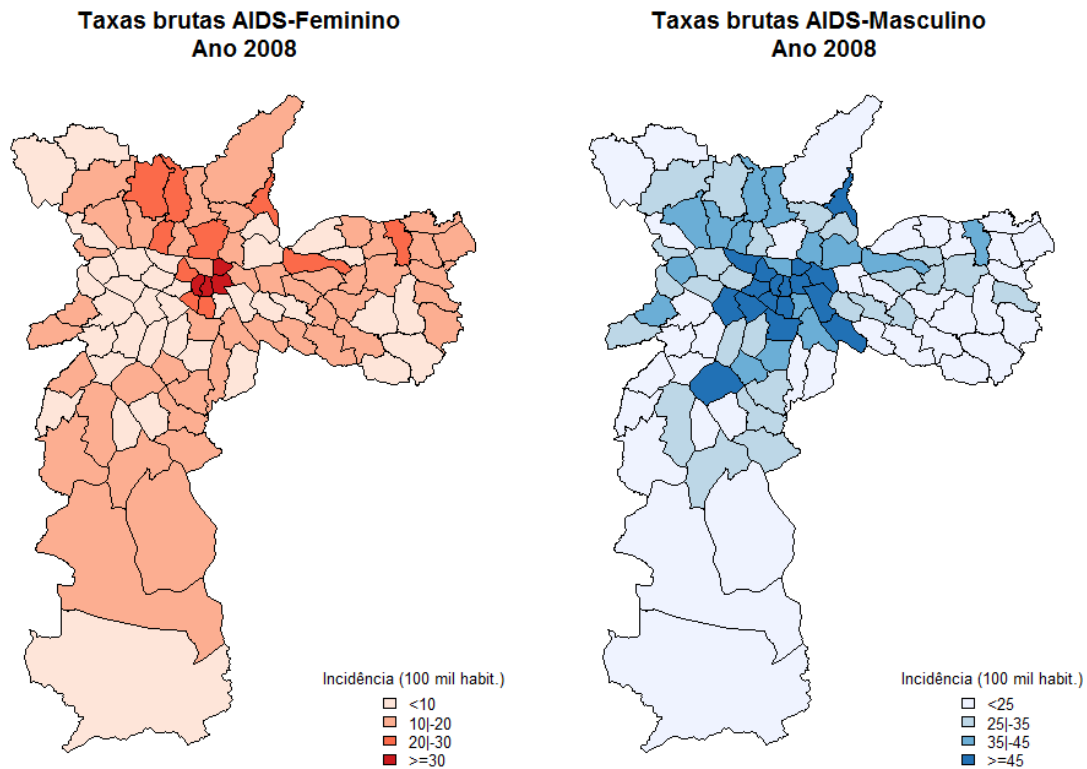 Taxas brutas AIDS-Feminino
Ano 2008
Incidência (100 mil habit.)
<10
10|-20
20|-30
>=30
Taxas brutas AIDS-Masculino
Ano 2008
Incidência (100 mil habit.)
<25
25|-35
35|-45
>=45